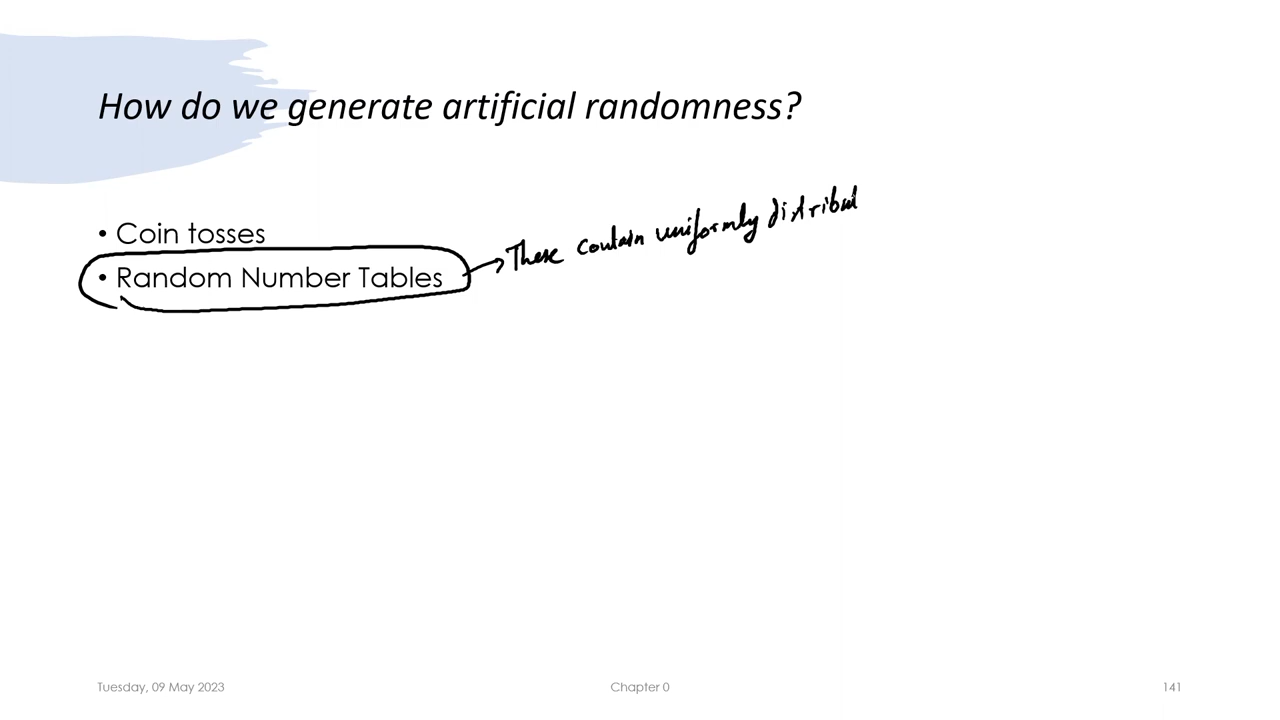 How do we generate artificial randomness?
• Coin tosses
• Random Number Tables
These contain uniformly distribut
Tuesday, 09 May 2023
Chapter 0
141